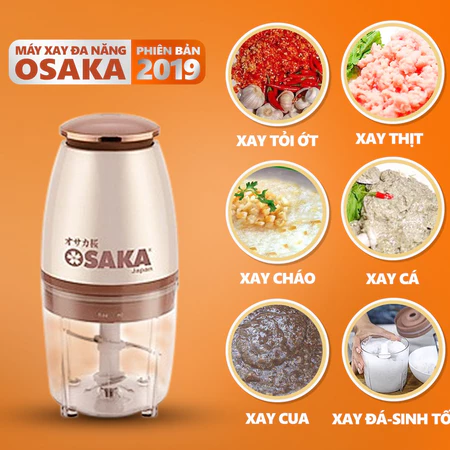 MÁY XAY ĐA NĂNG
OSAKA
PHIÊN BẢN
2019
XAY TỎI ỚT
XAY THỊT
オサカ桜
OSAKA
Japan
XAY CHÁO
XAY CÁ
XAY CUA
XAY ĐÁ-SINH TỐ